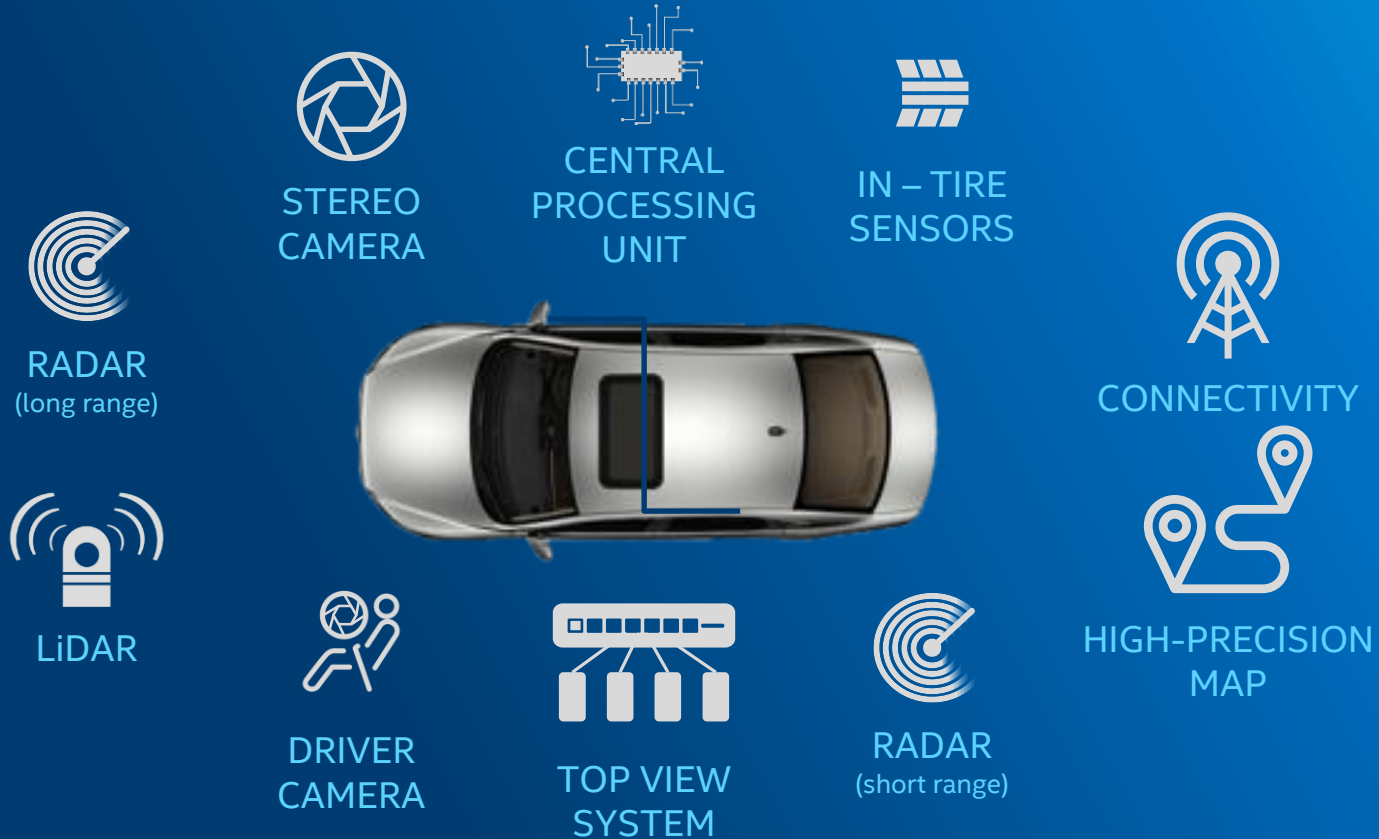 STEREO
CAMERA
CENTRAL
PROCESSING
UNIT
IN – TIRE
SENSORS
RADAR
(long range)
CONNECTIVITY
LiDAR
HIGH-PRECISION
MAP
DRIVER
CAMERA
TOP VIEW
SYSTEM
RADAR
(short range)